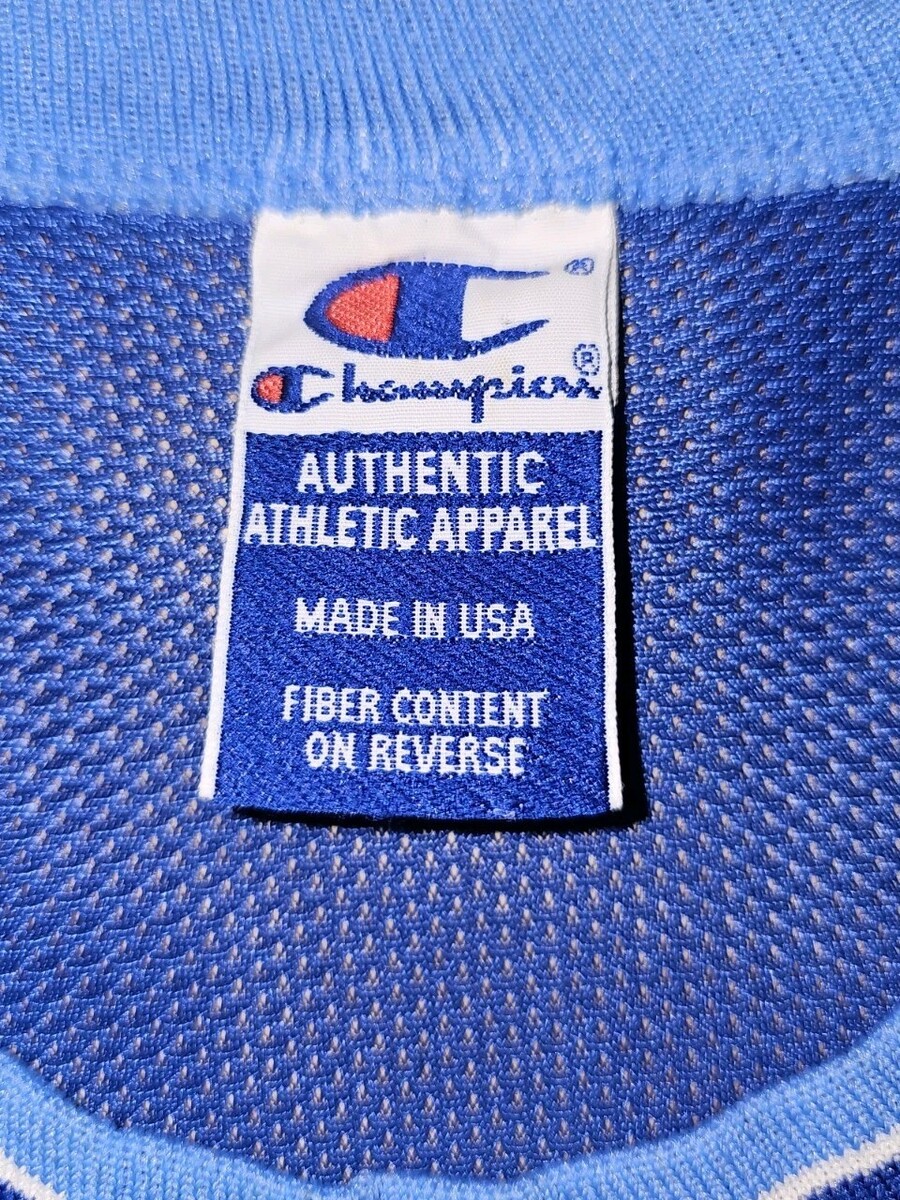 ®
Champion®
AUTHENTIC
ATHLETIC APPAREL
MADE IN USA
FIBER CONTENT
ON REVERSE